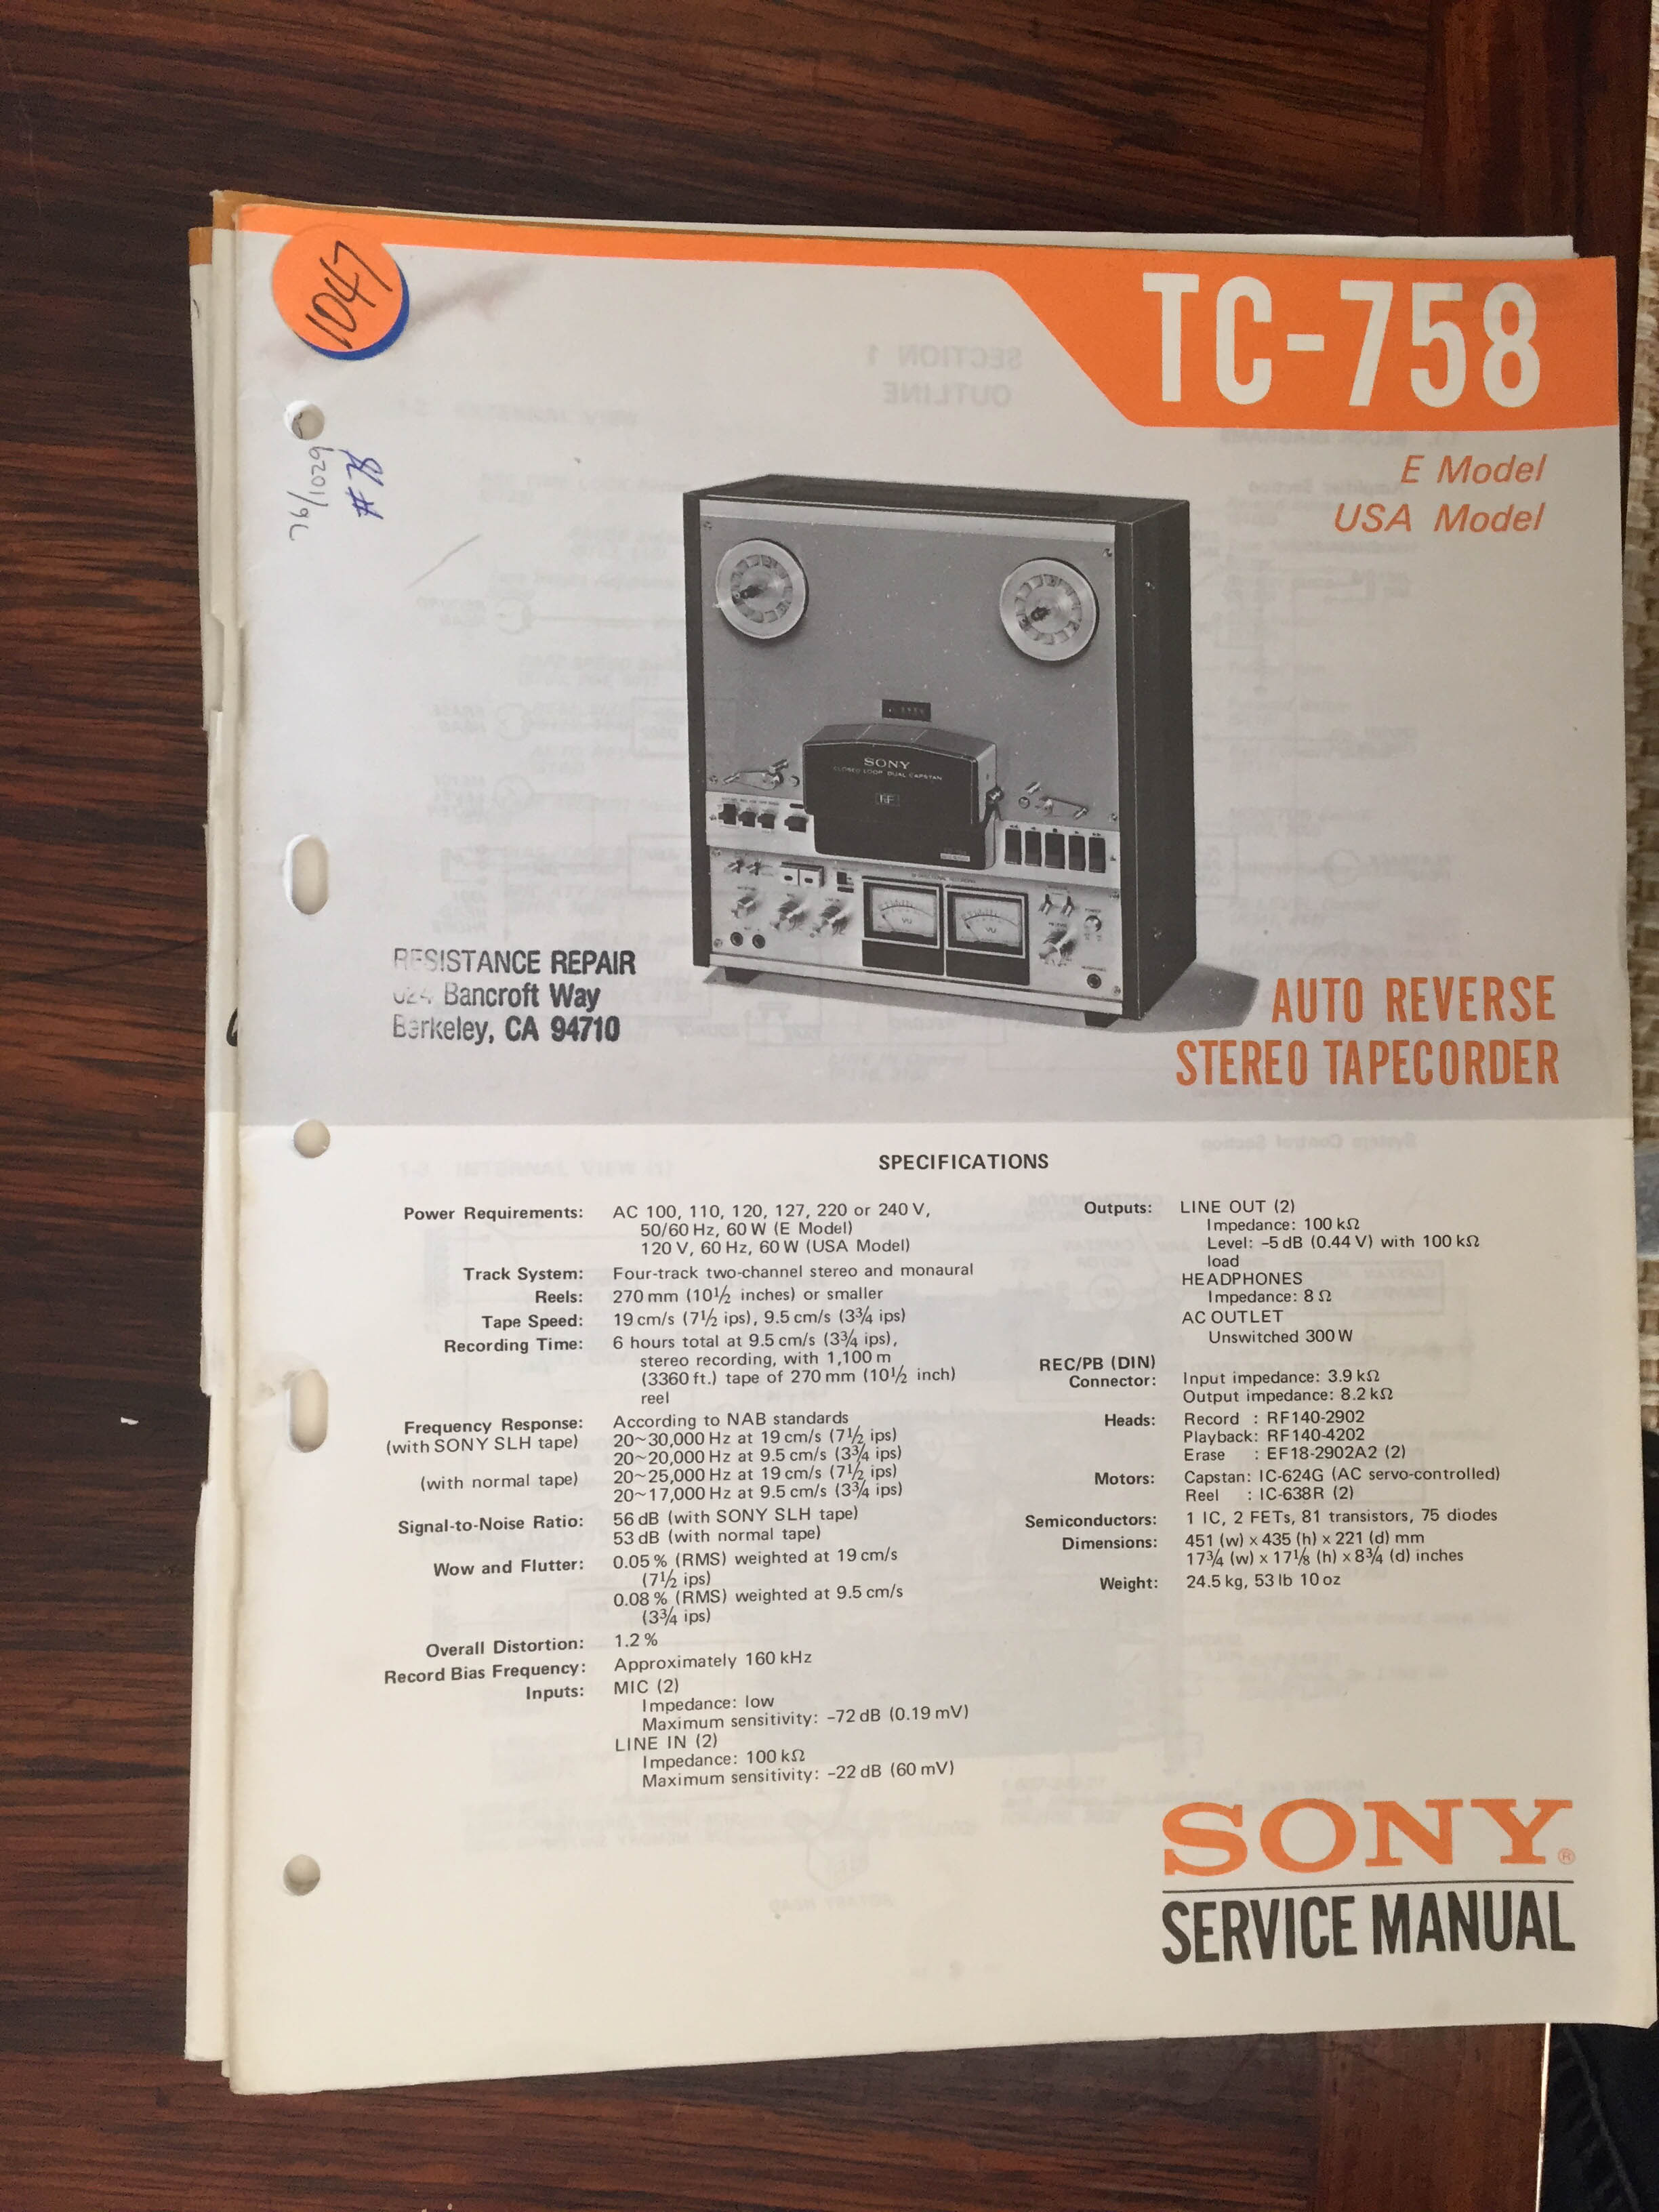 1047
TC-758
76/1029
#78
E Model
USA Model
SONY
CLOSED LOOP DUAL CAPSTAN
VU
VU
RESISTANCE REPAIR
Bancroft Way
Berkeley, CA 94710
AUTO REVERSE
STEREO TAPECORDER
SPECIFICATIONS
Power Requirements: AC 100, 110, 120, 127, 220 or 240 V,
50/60 Hz, 60 W (E Model)
120 V, 60 Hz, 60 W (USA Model)
Track System: Four-track two-channel stereo and monaural
Reels: 270 mm (10½ inches) or smaller
Tape Speed: 19 cm/s (7½ ips), 9.5 cm/s (3¾ ips)
Recording Time: 6 hours total at 9.5 cm/s (3¾ ips),
stereo recording, with 1,100 m
(3360 ft.) tape of 270 mm (10½ inch)
reel
Frequency Response: According to NAB standards
(with SONY SLH tape) 20~30,000 Hz at 19 cm/s (7½ ips)
20~20,000 Hz at 9.5 cm/s (3¾ ips)
(with normal tape) 20~25,000 Hz at 19 cm/s (7½ ips)
20~17,000 Hz at 9.5 cm/s (3¾ ips)
Signal-to-Noise Ratio: 56 dB (with SONY SLH tape)
53 dB (with normal tape)
Wow and Flutter: 0.05 % (RMS) weighted at 19 cm/s
(7½ ips)
0.08 % (RMS) weighted at 9.5 cm/s
(3¾ ips)
Overall Distortion: 1.2 %
Record Bias Frequency: Approximately 160 kHz
Inputs: MIC (2)
Impedance: low
Maximum sensitivity: −72 dB (0.19 mV)
LINE IN (2)
Impedance: 100 kΩ
Maximum sensitivity: −22 dB (60 mV)
Outputs: LINE OUT (2)
Impedance: 100 kΩ
Level: −5 dB (0.44 V) with 100 kΩ
load
HEADPHONES
Impedance: 8 Ω
AC OUTLET
Unswitched 300 W
REC/PB (DIN)
Connector: Input impedance: 3.9 kΩ
Output impedance: 8.2 kΩ
Heads: Record : RF140-2902
Playback: RF140-4202
Erase : EF18-2902A2 (2)
Motors: Capstan: IC-624G (AC servo-controlled)
Reel : IC-638R (2)
Semiconductors: 1 IC, 2 FETs, 81 transistors, 75 diodes
Dimensions: 451 (w) x 435 (h) x 221 (d) mm
17¾ (w) x 17⅛ (h) x 8¾ (d) inches
Weight: 24.5 kg, 53 lb 10 oz
SONY®
SERVICE MANUAL